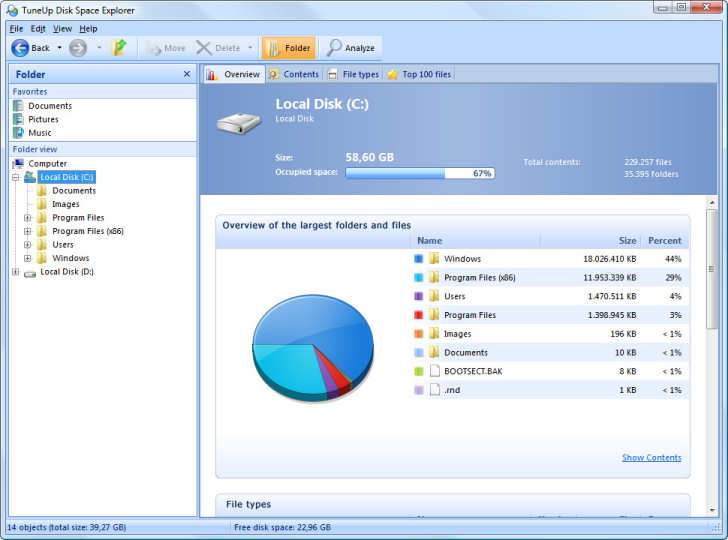 TuneUp Disk Space Explorer
File Edit View Help
Back Move Delete Folder Analyze
Folder
Favorites
Documents
Pictures
Music
Folder view
Computer
Local Disk (C:)
Documents
Images
Program Files
Program Files (x86)
Users
Windows
Local Disk (D:)
Overview Contents File types Top 100 files
Local Disk (C:)
Local Disk
Size: 58,60 GB Total contents: 229.257 files
Occupied space: 67% 35.395 folders
Overview of the largest folders and files
Name Size Percent
Windows 18.026.410 KB 44%
Program Files (x86) 11.953.339 KB 29%
Users 1.470.511 KB 4%
Program Files 1.398.945 KB 3%
Images 196 KB < 1%
Documents 10 KB < 1%
BOOTSECT.BAK 8 KB < 1%
.rnd 1 KB < 1%
Show Contents
File types
14 objects (total size: 39,27 GB) Free disk space: 22,96 GB